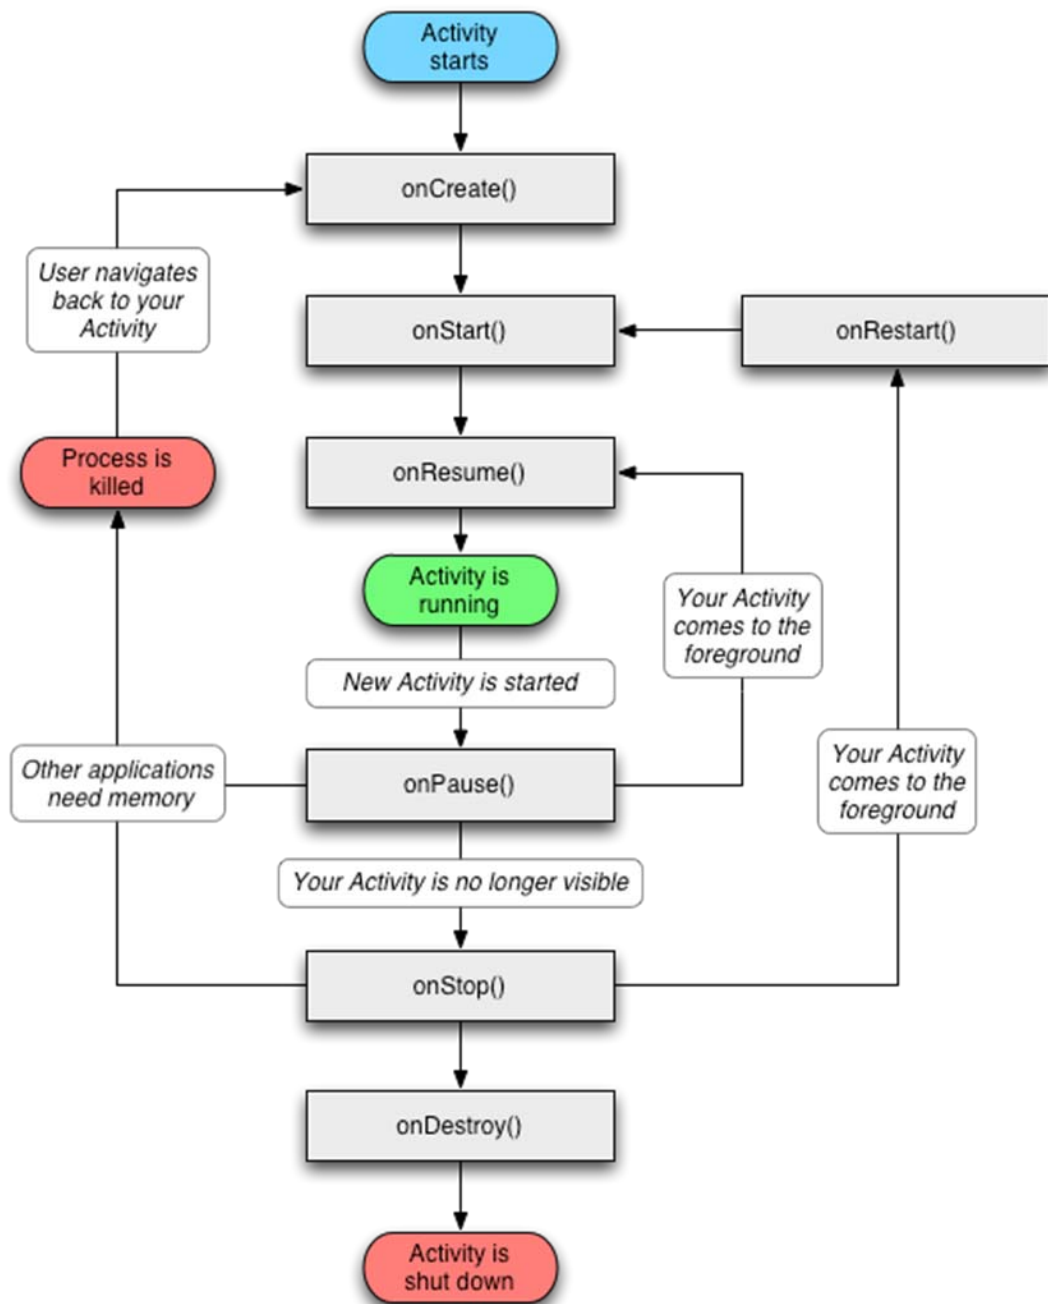 Activity
starts
onCreate()
User navigates
back to your
Activity
onStart()
onRestart()
Process is
killed
onResume()
Activity is
running
Your Activity
comes to the
foreground
New Activity is started
Other applications
need memory
onPause()
Your Activity
comes to the
foreground
Your Activity is no longer visible
onStop()
onDestroy()
Activity is
shut down